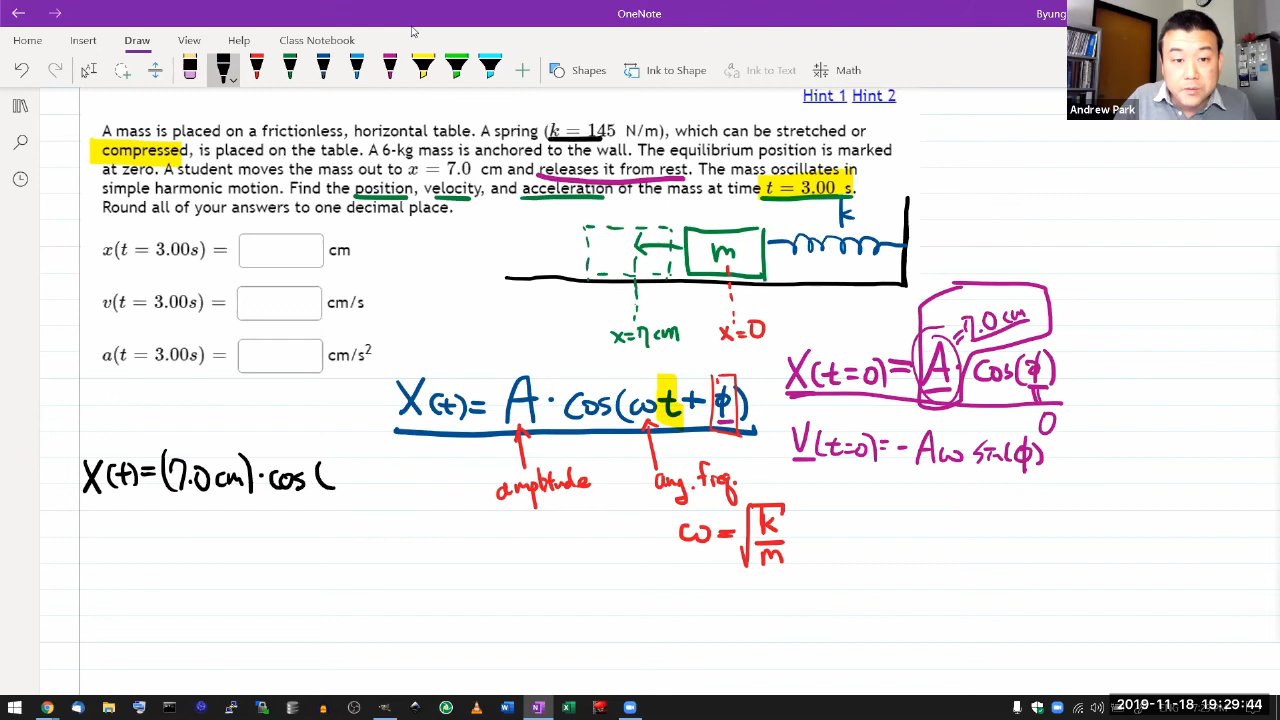 OneNote
Byung
Home Insert Draw View Help Class Notebook
Shapes Ink to Shape Ink to Text Math
Andrew Park
Hint 1 Hint 2
A mass is placed on a frictionless, horizontal table. A spring (k = 145 N/m), which can be stretched or
compressed, is placed on the table. A 6-kg mass is anchored to the wall. The equilibrium position is marked
at zero. A student moves the mass out to x = 7.0 cm and releases it from rest. The mass oscillates in
simple harmonic motion. Find the position, velocity, and acceleration of the mass at time t = 3.00 s.
Round all of your answers to one decimal place.
x(t = 3.00s) = cm
v(t = 3.00s) = cm/s
a(t = 3.00s) = cm/s²
k
m
x=7cm
x=0
X(t)= A · cos(ωt+ϕ)
amplitude
ang. freq.
ω = √(k/m)
7.0 cm
X(t=0)= A · cos(ϕ)
0
V(t=0)= - Aω sin(ϕ)
X(t)=(7.0 cm)·cos(
2019-11-18 19:29:44